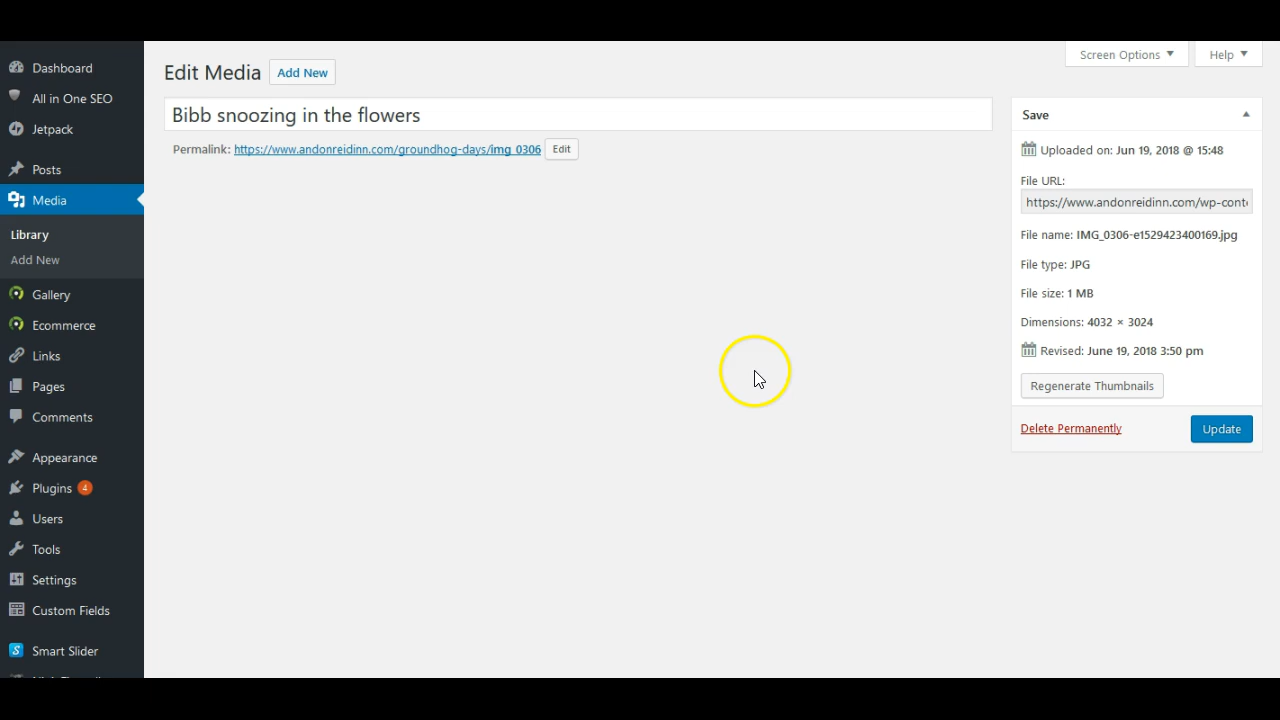 Dashboard
All in One SEO
Jetpack
Posts
Media
Library
Add New
Gallery
Ecommerce
Links
Pages
Comments
Appearance
Plugins 4
Users
Tools
Settings
Custom Fields
S Smart Slider
Screen Options
Help
Edit Media Add New
Bibb snoozing in the flowers
Permalink: https://www.andonreidinn.com/groundhog-days/img_0306 Edit
Save
Uploaded on: Jun 19, 2018 @ 15:48
File URL:
https://www.andonreidinn.com/wp-conte
File name: IMG_0306-e1529423400169.jpg
File type: JPG
File size: 1 MB
Dimensions: 4032 × 3024
Revised: June 19, 2018 3:50 pm
Regenerate Thumbnails
Delete Permanently
Update